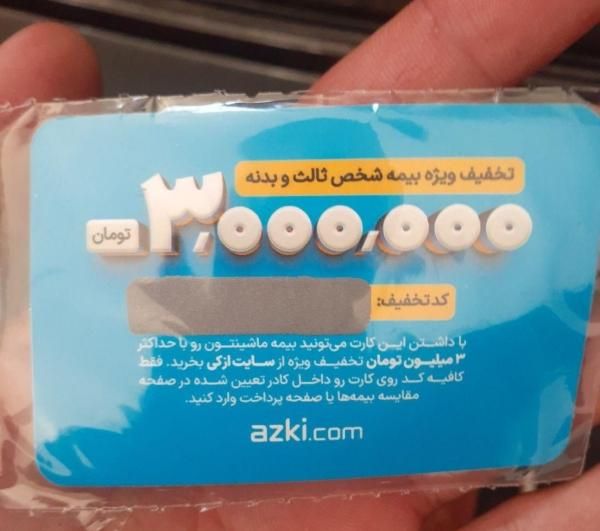 تخفیف ویژه بیمه شخص ثالث و بدنه
۳,۰۰۰,۰۰۰ تومان
کد تخفیف:
با داشتن این کارت می‌تونید بیمه ماشینتون رو با حداکثر
۳ میلیون تومان تخفیف ویژه از سایت ازکی بخرید. فقط
کافیه کد روی کارت رو داخل کادر تعیین شده در صفحه
مقایسه بیمه‌ها یا صفحه پرداخت وارد کنید.
azki.com